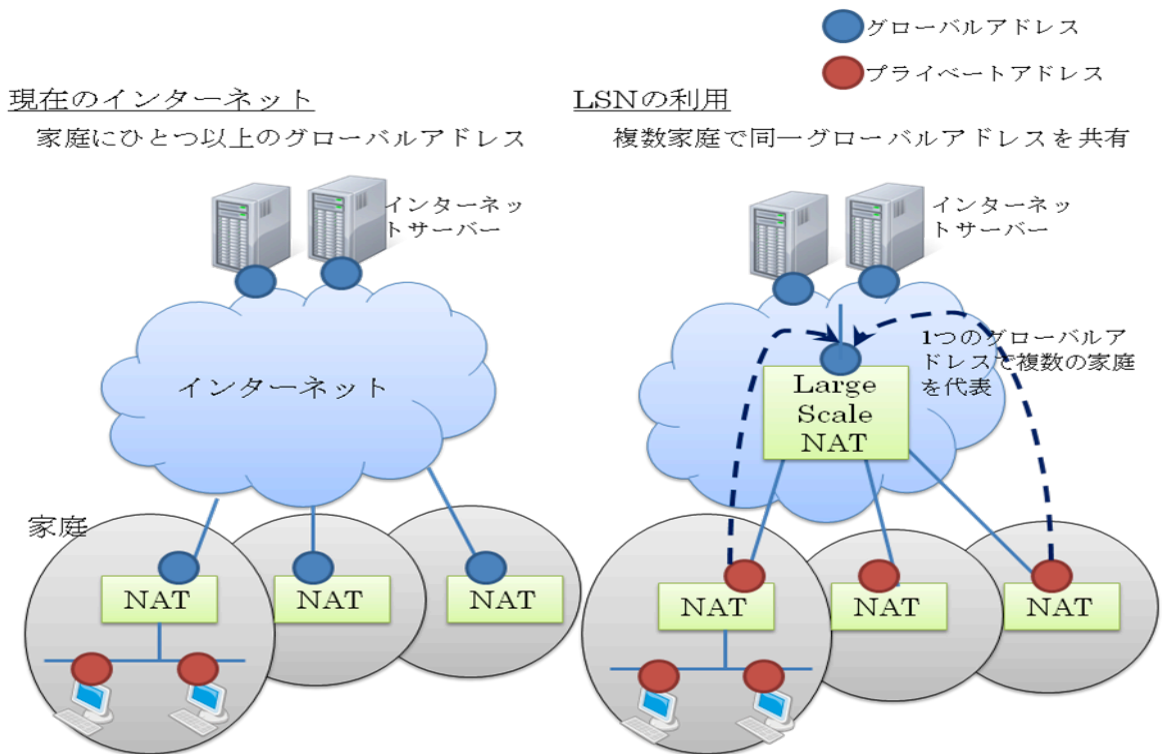 グローバルアドレス
プライベートアドレス
現在のインターネット
家庭にひとつ以上のグローバルアドレス
インターネッ
トサーバー
インターネット
家庭
NAT
NAT
NAT
LSNの利用
複数家庭で同一グローバルアドレスを共有
インターネッ
トサーバー
1つのグローバルア
ドレスで複数の家庭
を代表
Large
Scale
NAT
NAT
NAT
NAT